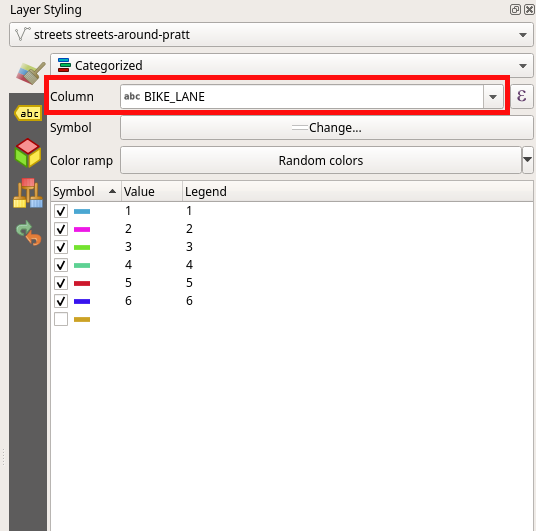 Layer Styling
streets streets-around-pratt
Categorized
abc
Column abc BIKE_LANE ε
Symbol Change...
Color ramp Random colors
Symbol Value Legend
1 1
2 2
3 3
4 4
5 5
6 6